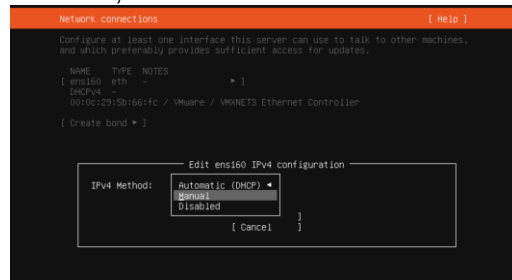 Network connections [ Help ]
Configure at least one interface this server can use to talk to other machines,
and which preferably provides sufficient access for updates.
NAME TYPE NOTES
[ ens160 eth - ▸ ]
DHCPv4 -
00:0c:29:5b:66:fc / VMware / VMXNET3 Ethernet Controller
[ Create bond ▸ ]
Edit ens160 IPv4 configuration
IPv4 Method: Automatic (DHCP) ◂
Manual
Disabled
]
[ Cancel ]